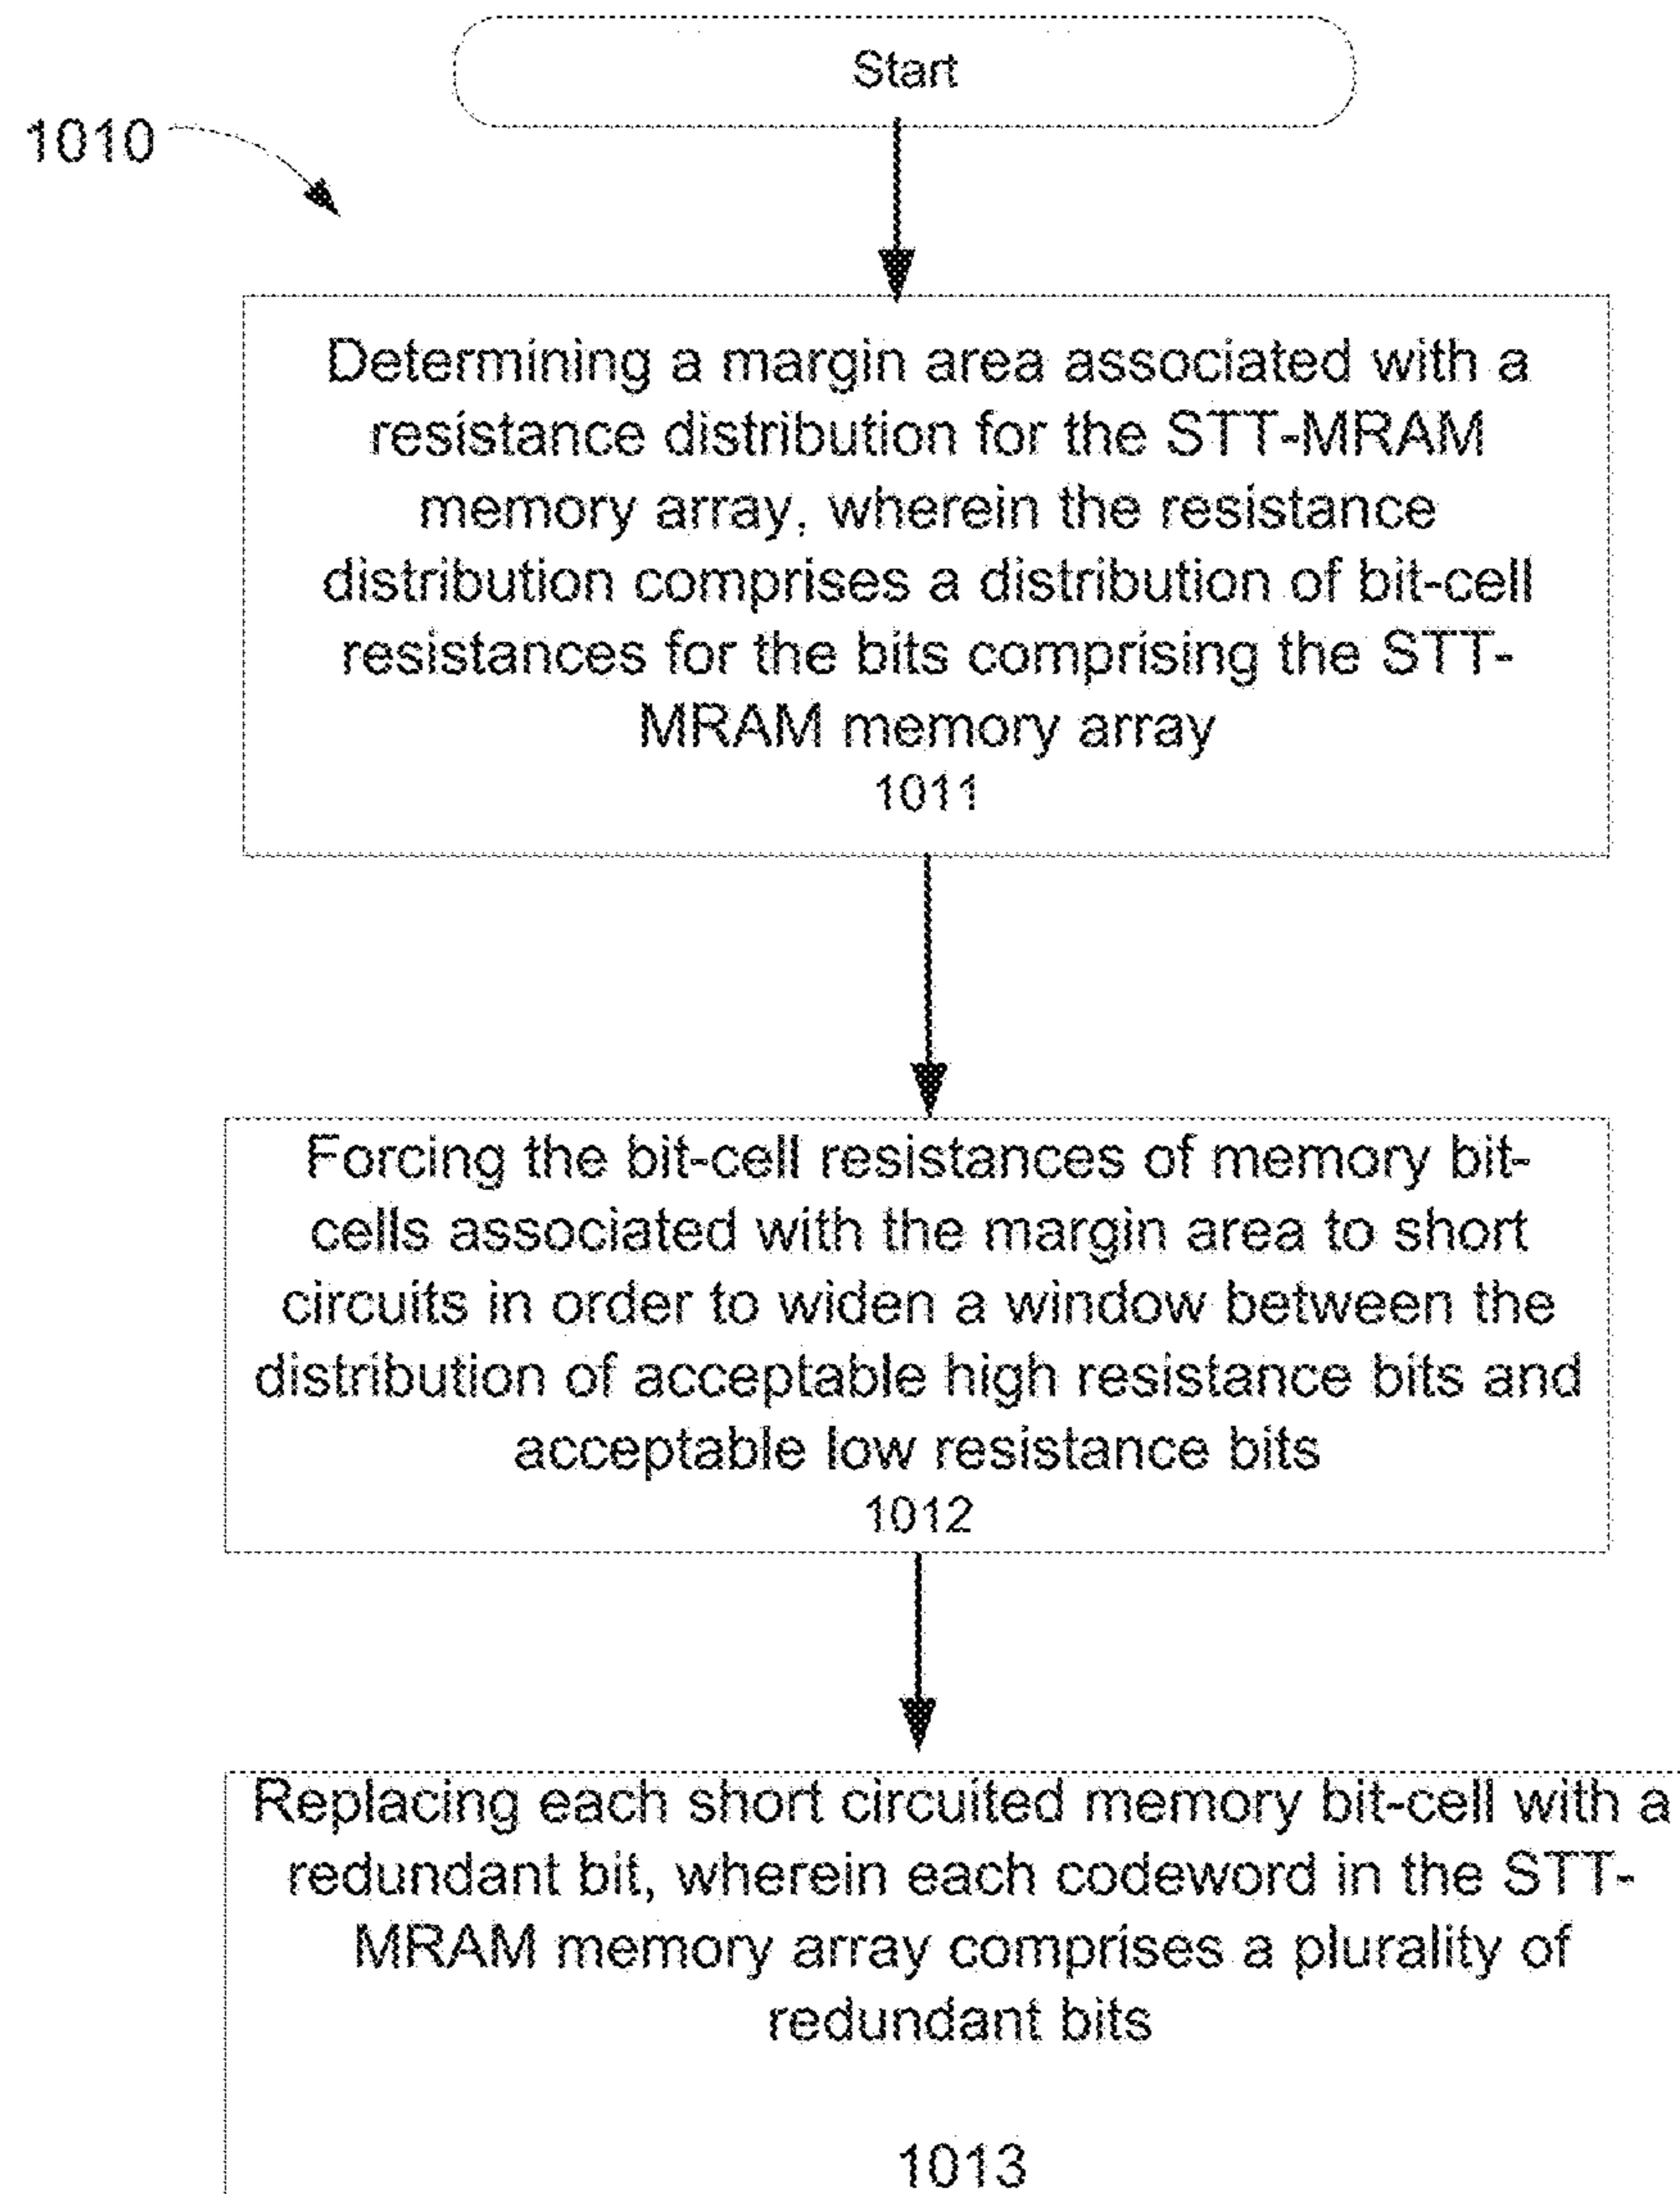 Start
1010
Determining a margin area associated with a
resistance distribution for the STT-MRAM
memory array, wherein the resistance
distribution comprises a distribution of bit-cell
resistances for the bits comprising the STT-
MRAM memory array
1011
Forcing the bit-cell resistances of memory bit-
cells associated with the margin area to short
circuits in order to widen a window between the
distribution of acceptable high resistance bits and
acceptable low resistance bits
1012
Replacing each short circuited memory bit-cell with a
redundant bit, wherein each codeword in the STT-
MRAM memory array comprises a plurality of
redundant bits
1013